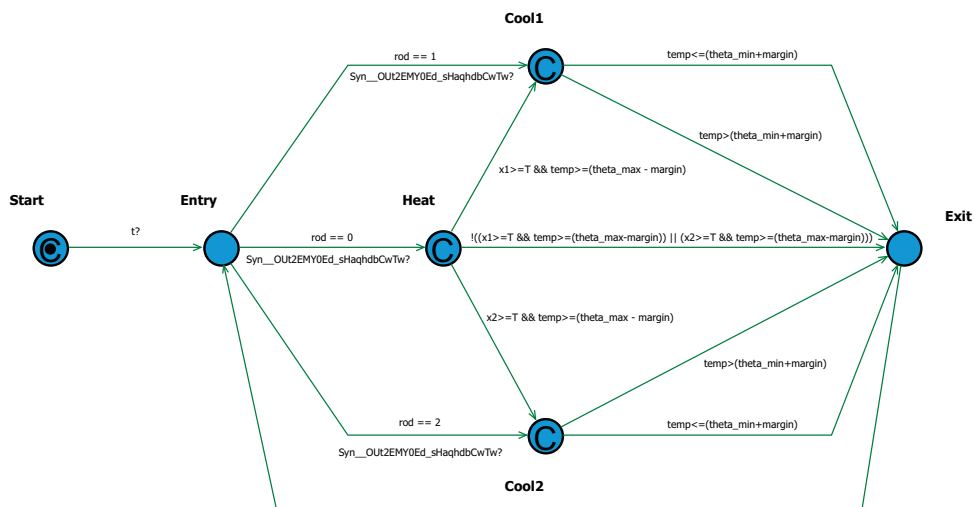 Cool1
rod == 1
temp<=(theta_min+margin)
C
Syn__OUt2EMY0Ed_sHaqhdbCwTw?
temp>(theta_min+margin)
x1>=T && temp>=(theta_max - margin)
Start
Entry
Heat
Exit
t?
rod == 0
!((x1>=T && temp>=(theta_max-margin)) || (x2>=T && temp>=(theta_max-margin)))
C
C
Syn__OUt2EMY0Ed_sHaqhdbCwTw?
x2>=T && temp>=(theta_max - margin)
temp>(theta_min+margin)
rod == 2
temp<=(theta_min+margin)
C
Syn__OUt2EMY0Ed_sHaqhdbCwTw?
Cool2